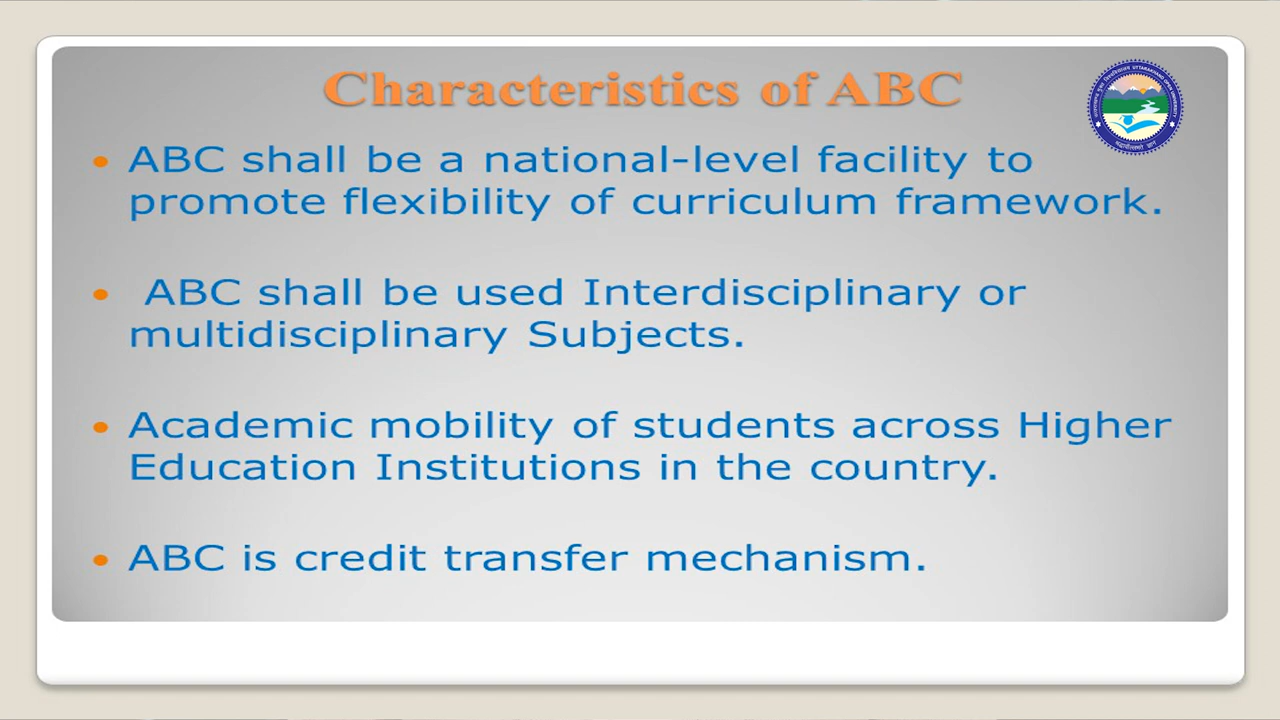 Characteristics of ABC
UTTARAKHAND OPEN
• ABC shall be a national-level facility to
promote flexibility of curriculum framework.
• ABC shall be used Interdisciplinary or
multidisciplinary Subjects.
• Academic mobility of students across Higher
Education Institutions in the country.
• ABC is credit transfer mechanism.